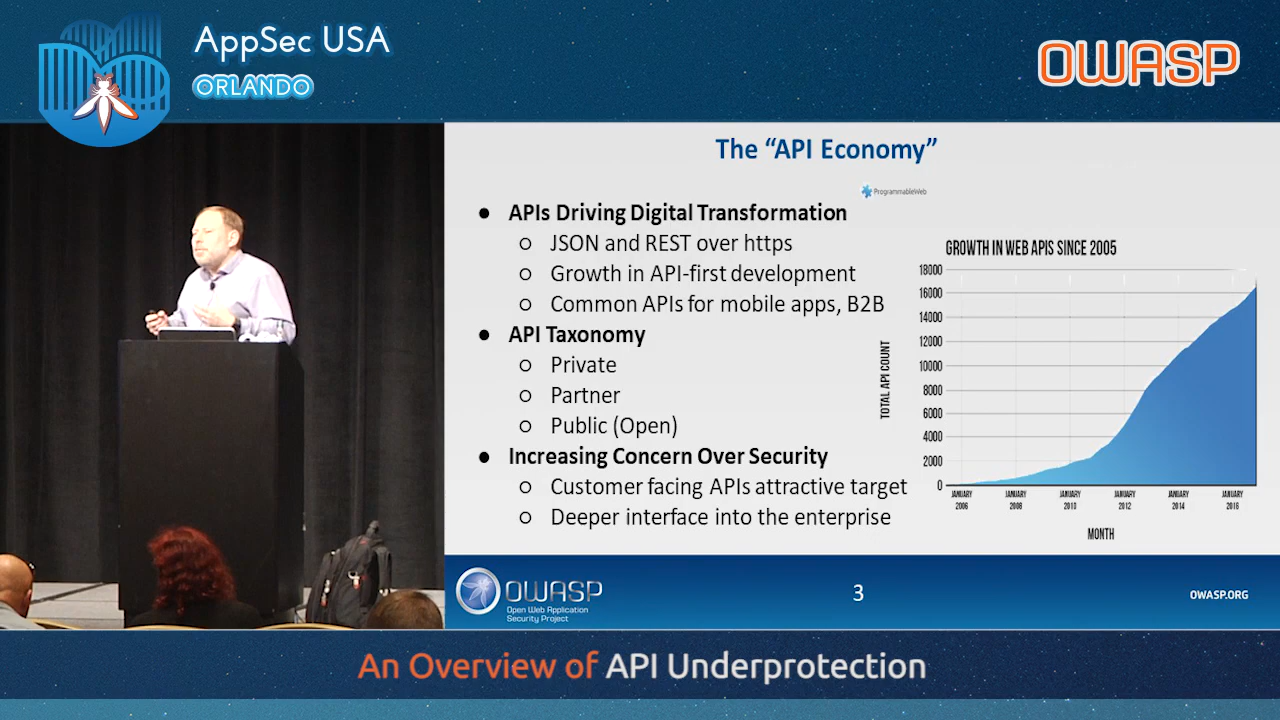 AppSec USA
ORLANDO
OWASP
The “API Economy”
ProgrammableWeb
● APIs Driving Digital Transformation
○ JSON and REST over https
○ Growth in API-first development
○ Common APIs for mobile apps, B2B
● API Taxonomy
○ Private
○ Partner
○ Public (Open)
● Increasing Concern Over Security
○ Customer facing APIs attractive target
○ Deeper interface into the enterprise
GROWTH IN WEB APIS SINCE 2005
TOTAL API COUNT
18000
16000
14000
12000
10000
8000
6000
4000
2000
0
JANUARY 2006
JANUARY 2008
JANUARY 2010
JANUARY 2012
JANUARY 2014
JANUARY 2016
MONTH
OWASP
Open Web Application
Security Project
3
OWASP.ORG
An Overview of API Underprotection